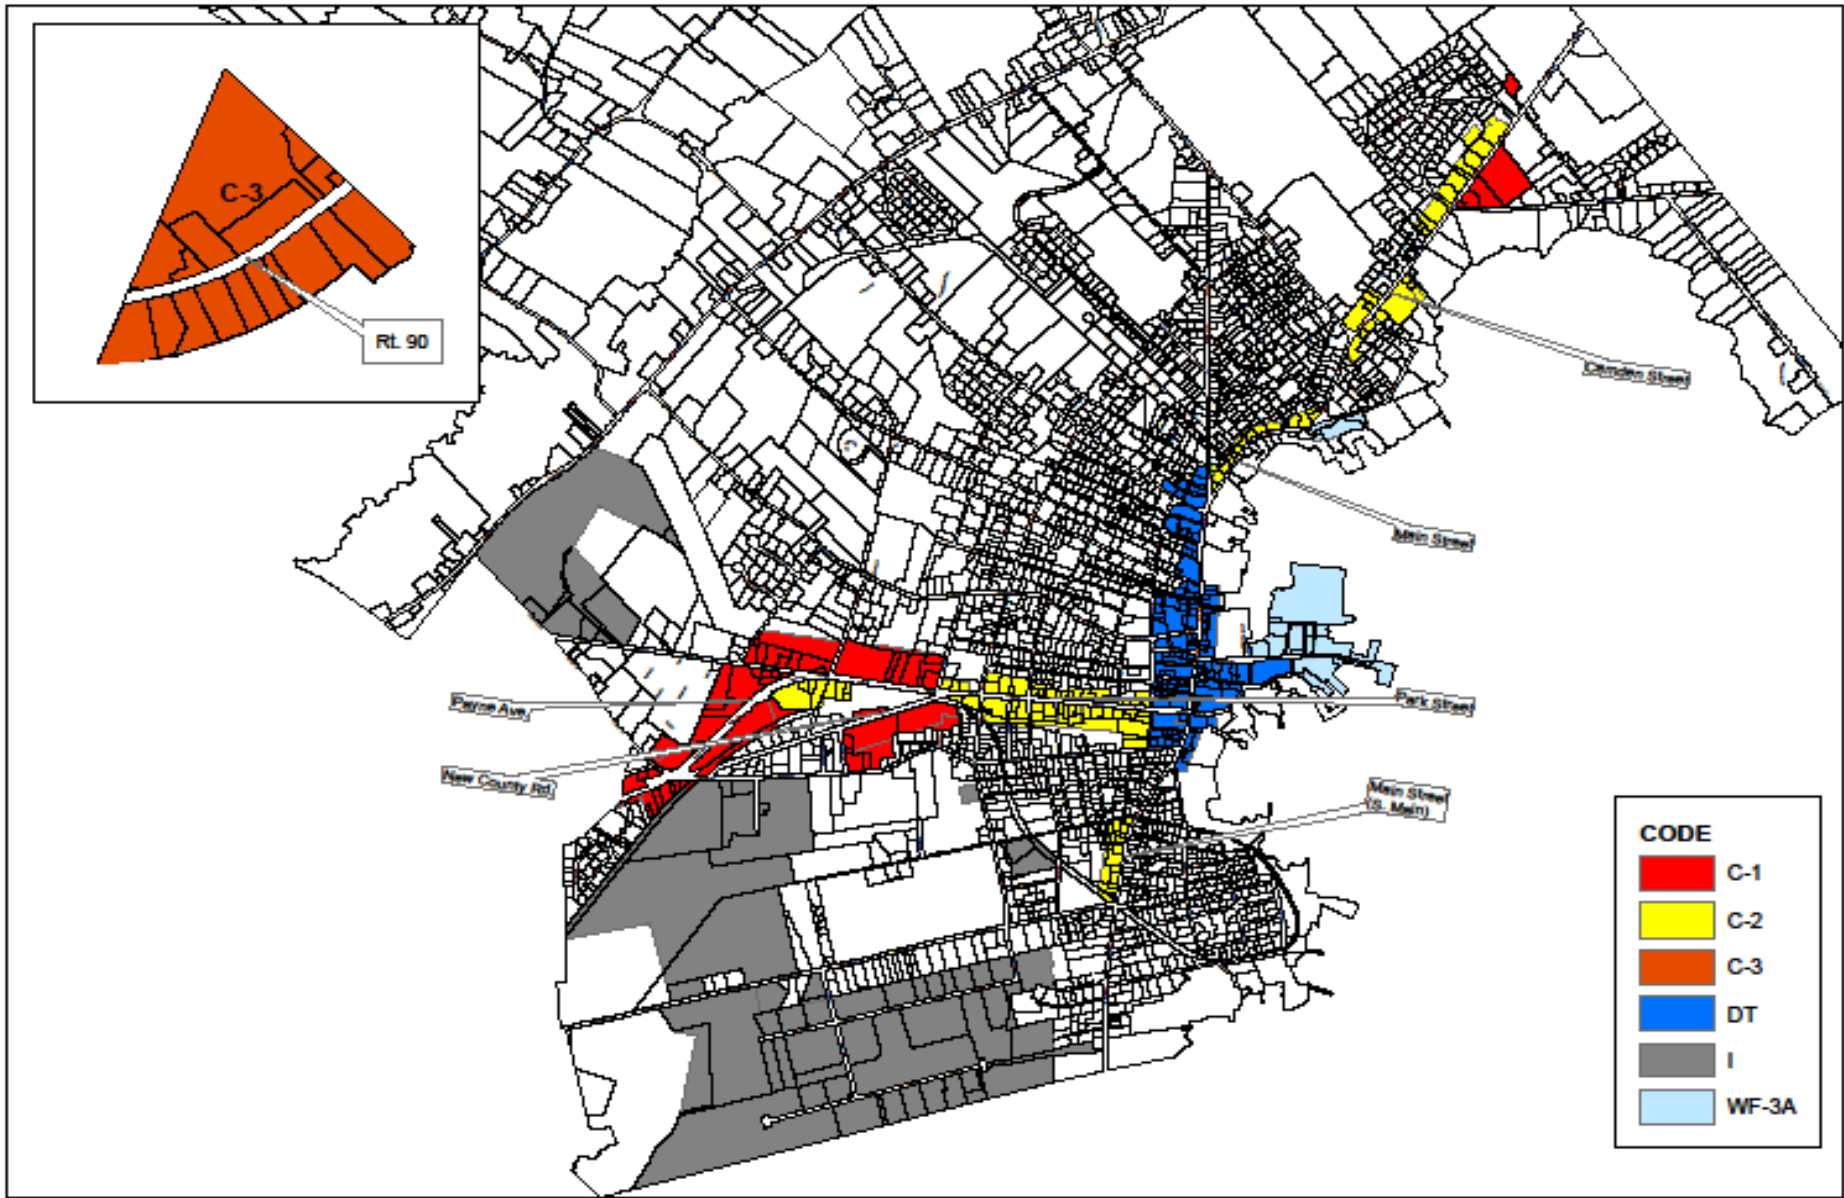 C-3
Rt. 90
Camden Street
Main Street
Payne Ave.
Park Street
New County Rd.
Main Street
(S. Main)
CODE
C-1
C-2
C-3
DT
I
WF-3A